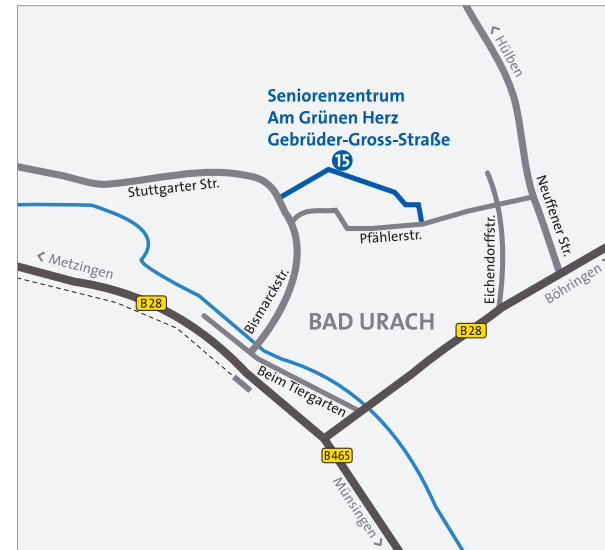 < Hülben
Seniorenzentrum
Am Grünen Herz
Gebrüder-Gross-Straße
15
Stuttgarter Str.
Neuffener Str.
Pfählerstr.
Eichendorffstr.
< Metzingen
Böhringen >
B28
Bismarckstr.
BAD URACH
B28
Beim Tiergarten
B465
Münsingen >